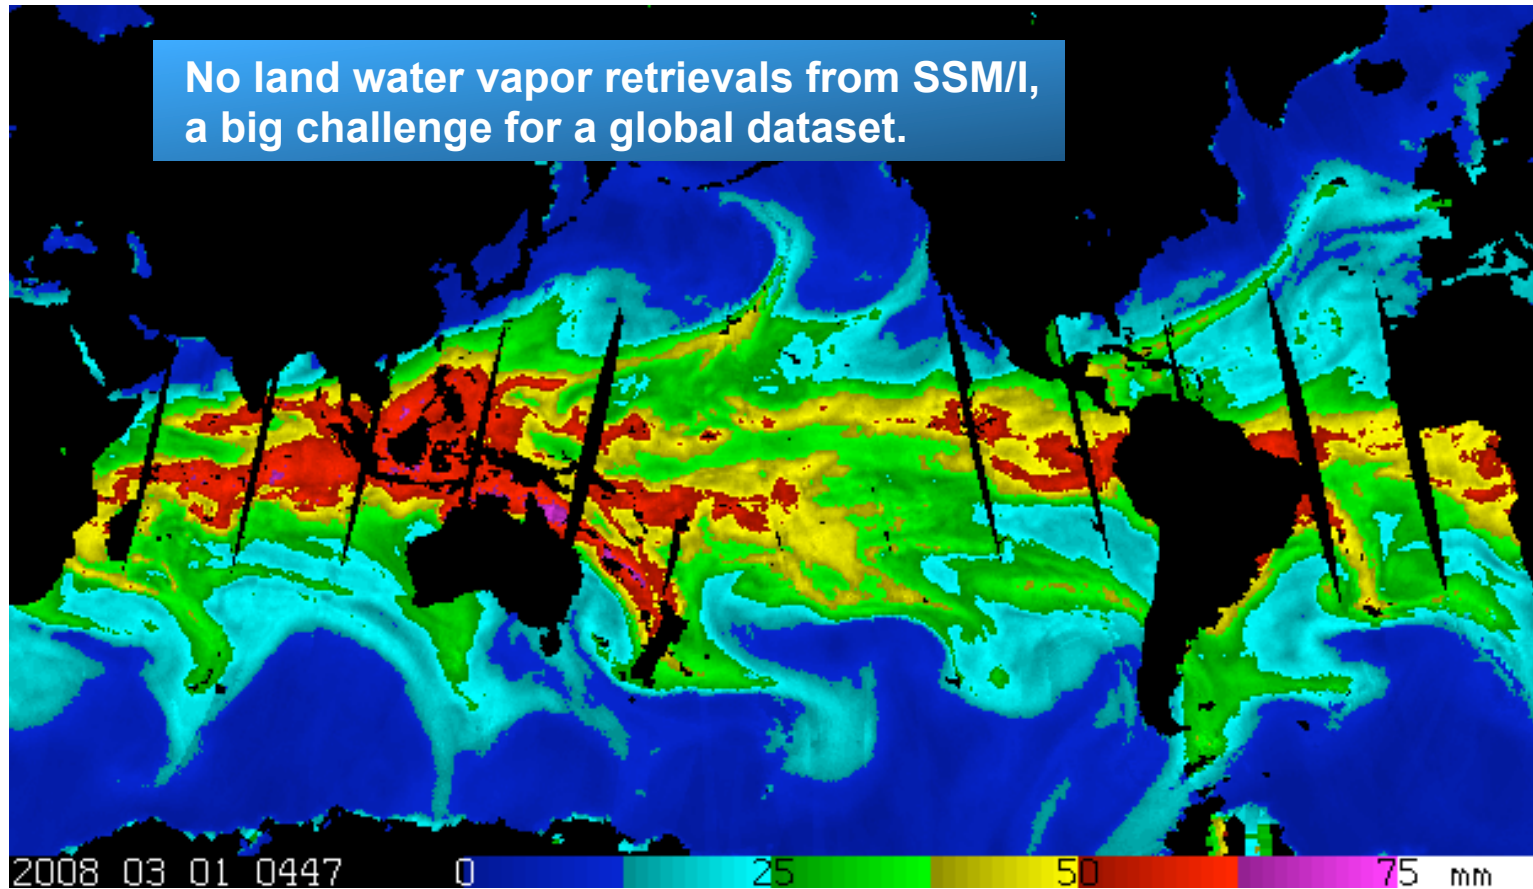 No land water vapor retrievals from SSM/I,
a big challenge for a global dataset.
2008 03 01 0447 0 25 50 75 mm